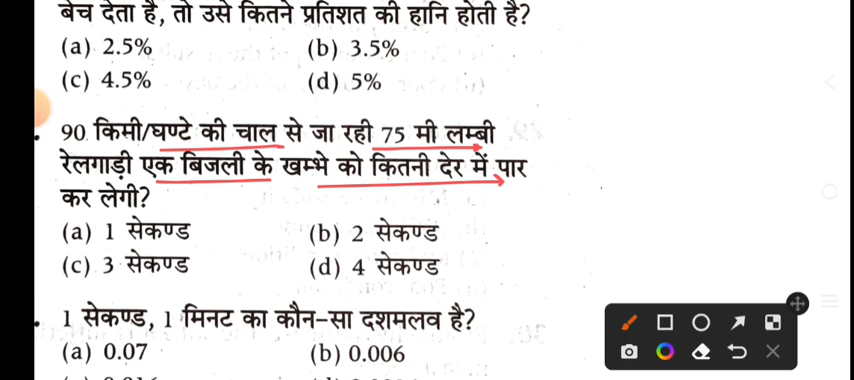 बेच देता है, तो उसे कितने प्रतिशत की हानि होती है?
(a) 2.5% (b) 3.5%
(c) 4.5% (d) 5%
90 किमी/घण्टे की चाल से जा रही 75 मी लम्बी
रेलगाड़ी एक बिजली के खम्भे को कितनी देर में पार
कर लेगी?
(a) 1 सेकण्ड (b) 2 सेकण्ड
(c) 3 सेकण्ड (d) 4 सेकण्ड
1 सेकण्ड, 1 मिनट का कौन-सा दशमलव है?
(a) 0.07 (b) 0.006